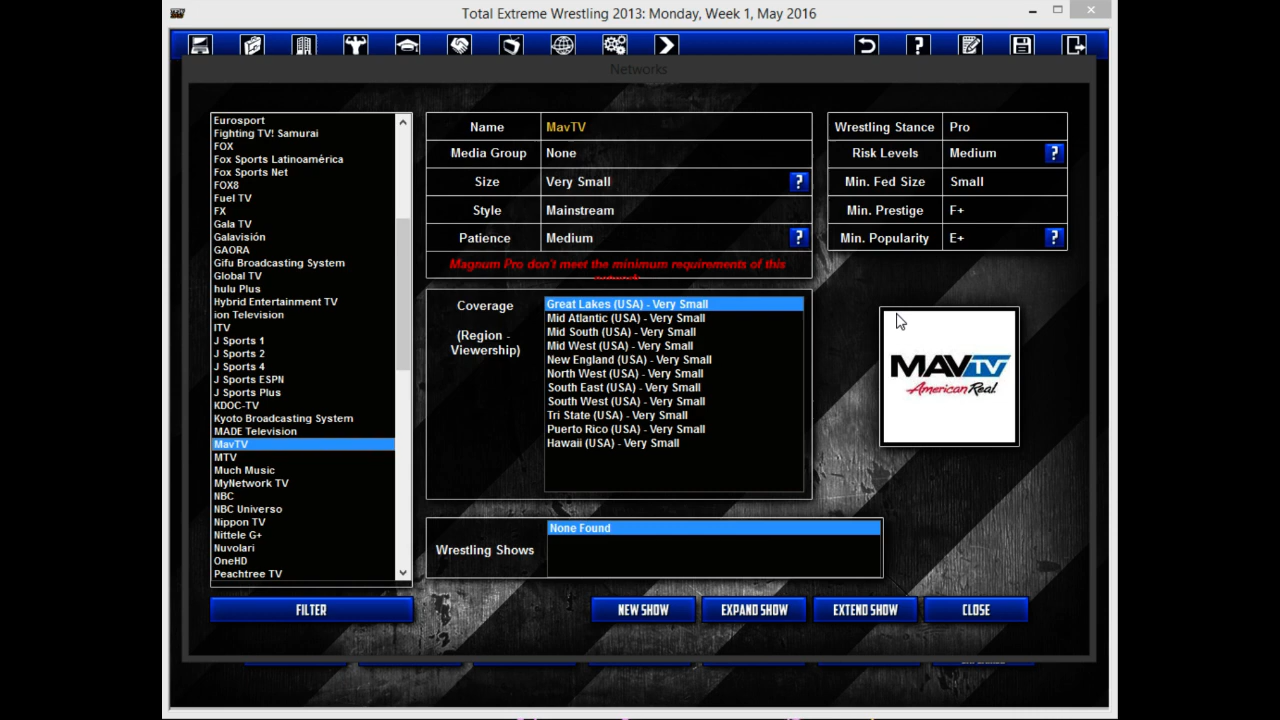 Total Extreme Wrestling 2013: Monday, Week 1, May 2016
Networks
Eurosport
Fighting TV! Samurai
FOX
Fox Sports Latinoamérica
Fox Sports Net
FOX8
Fuel TV
FX
Gala TV
Galavisión
GAORA
Gifu Broadcasting System
Global TV
hulu Plus
Hybrid Entertainment TV
ion Television
ITV
J Sports 1
J Sports 2
J Sports 4
J Sports ESPN
J Sports Plus
KDOC-TV
Kyoto Broadcasting System
MADE Television
MavTV
MTV
Much Music
MyNetwork TV
NBC
NBC Universo
Nippon TV
Nittele G+
Nuvolari
OneHD
Peachtree TV
FILTER
Name MavTV
Media Group None
Size Very Small ?
Style Mainstream
Patience Medium ?
Magnum Pro don't meet the minimum requirements of this
Wrestling Stance Pro
Risk Levels Medium ?
Min. Fed Size Small
Min. Prestige F+
Min. Popularity E+ ?
Coverage
(Region -
Viewership)
Great Lakes (USA) - Very Small
Mid Atlantic (USA) - Very Small
Mid South (USA) - Very Small
Mid West (USA) - Very Small
New England (USA) - Very Small
North West (USA) - Very Small
South East (USA) - Very Small
South West (USA) - Very Small
Tri State (USA) - Very Small
Puerto Rico (USA) - Very Small
Hawaii (USA) - Very Small
MAVTV
American Real.
Wrestling Shows
None Found
NEW SHOW
EXPAND SHOW
EXTEND SHOW
CLOSE